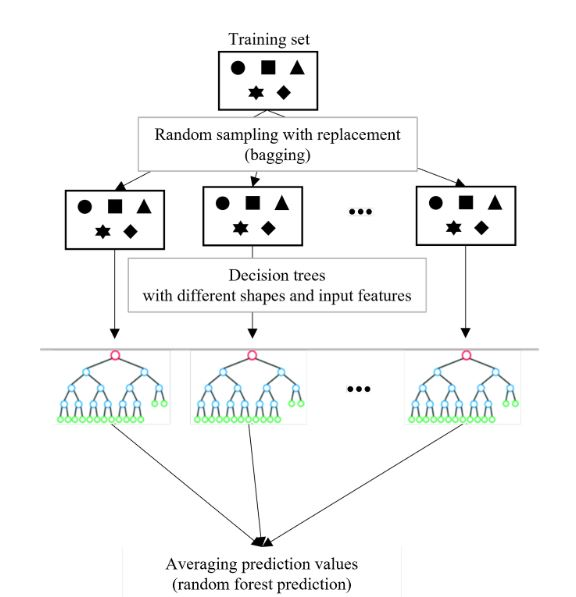 Training set
Random sampling with replacement
(bagging)
Decision trees
with different shapes and input features
Averaging prediction values
(random forest prediction)